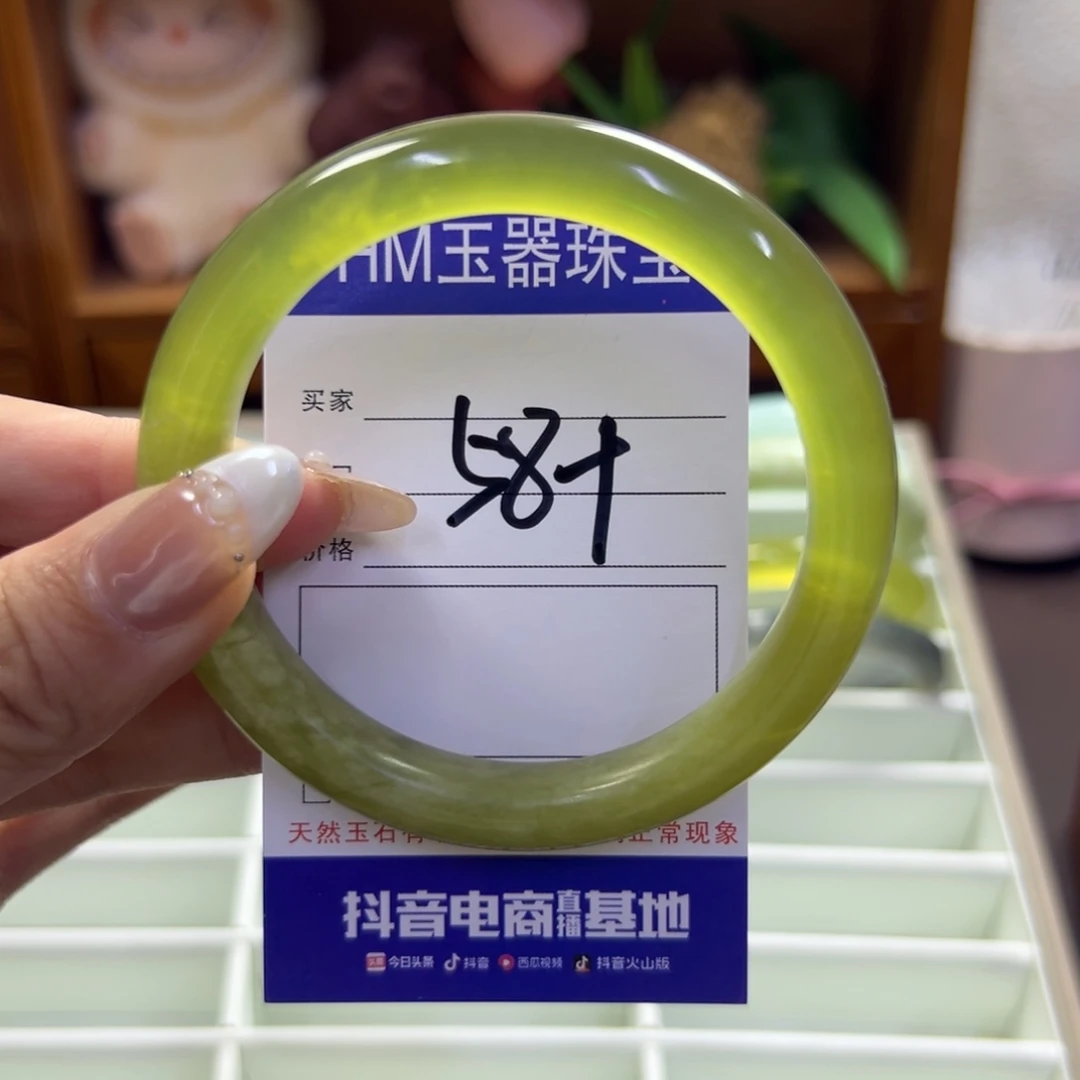 HM玉器珠宝
买家
价格
天然玉石有 正常现象
抖音电商直播基地
今日头条 抖音 西瓜视频 抖音火山版